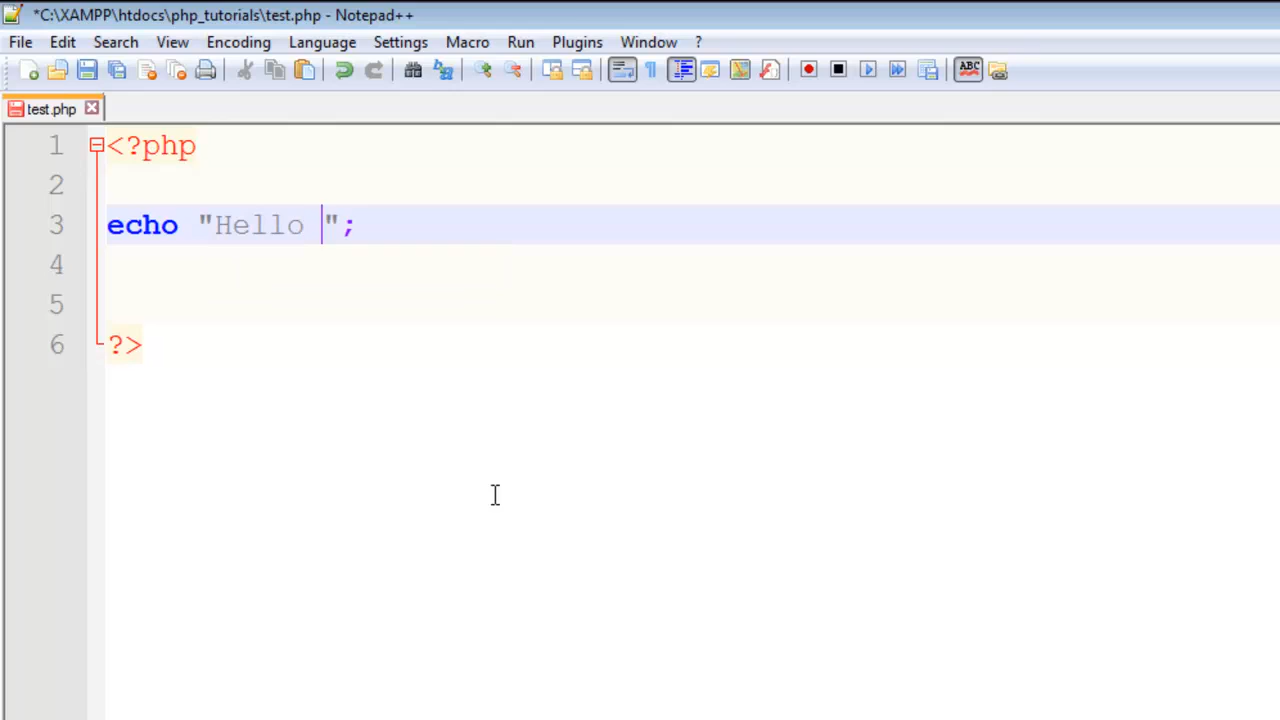 *C:\XAMPP\htdocs\php_tutorials\test.php - Notepad++
File Edit Search View Encoding Language Settings Macro Run Plugins Window ?
ABC
test.php
1 <?php
2
3 echo "Hello ";
4
5
6 ?>